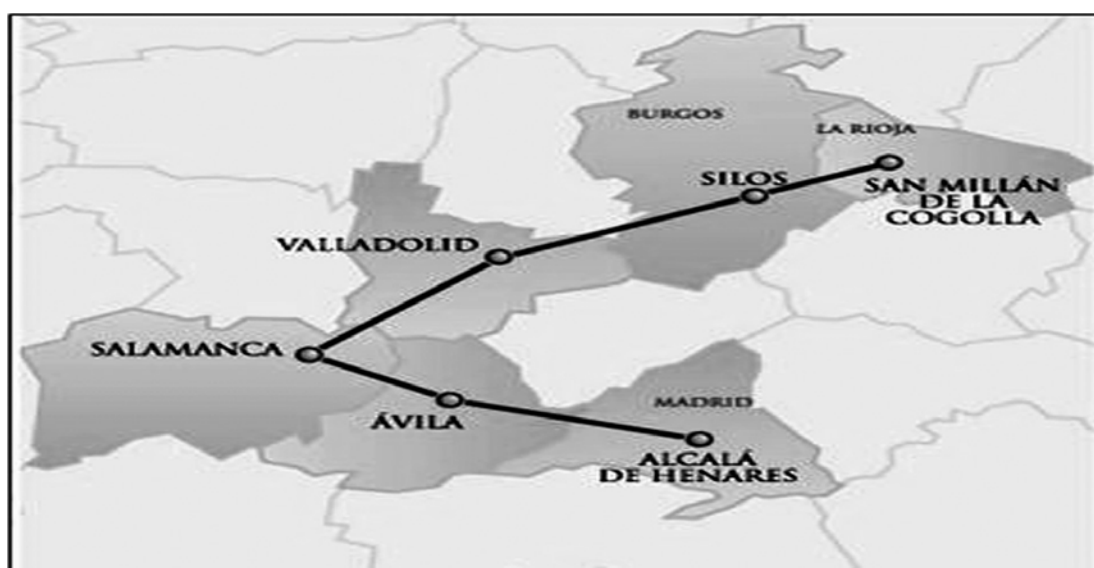 BURGOS
LA RIOJA
SILOS
SAN MILLÁN
DE LA
COGOLLA
VALLADOLID
SALAMANCA
ÁVILA
MADRID
ALCALÁ
DE HENARES